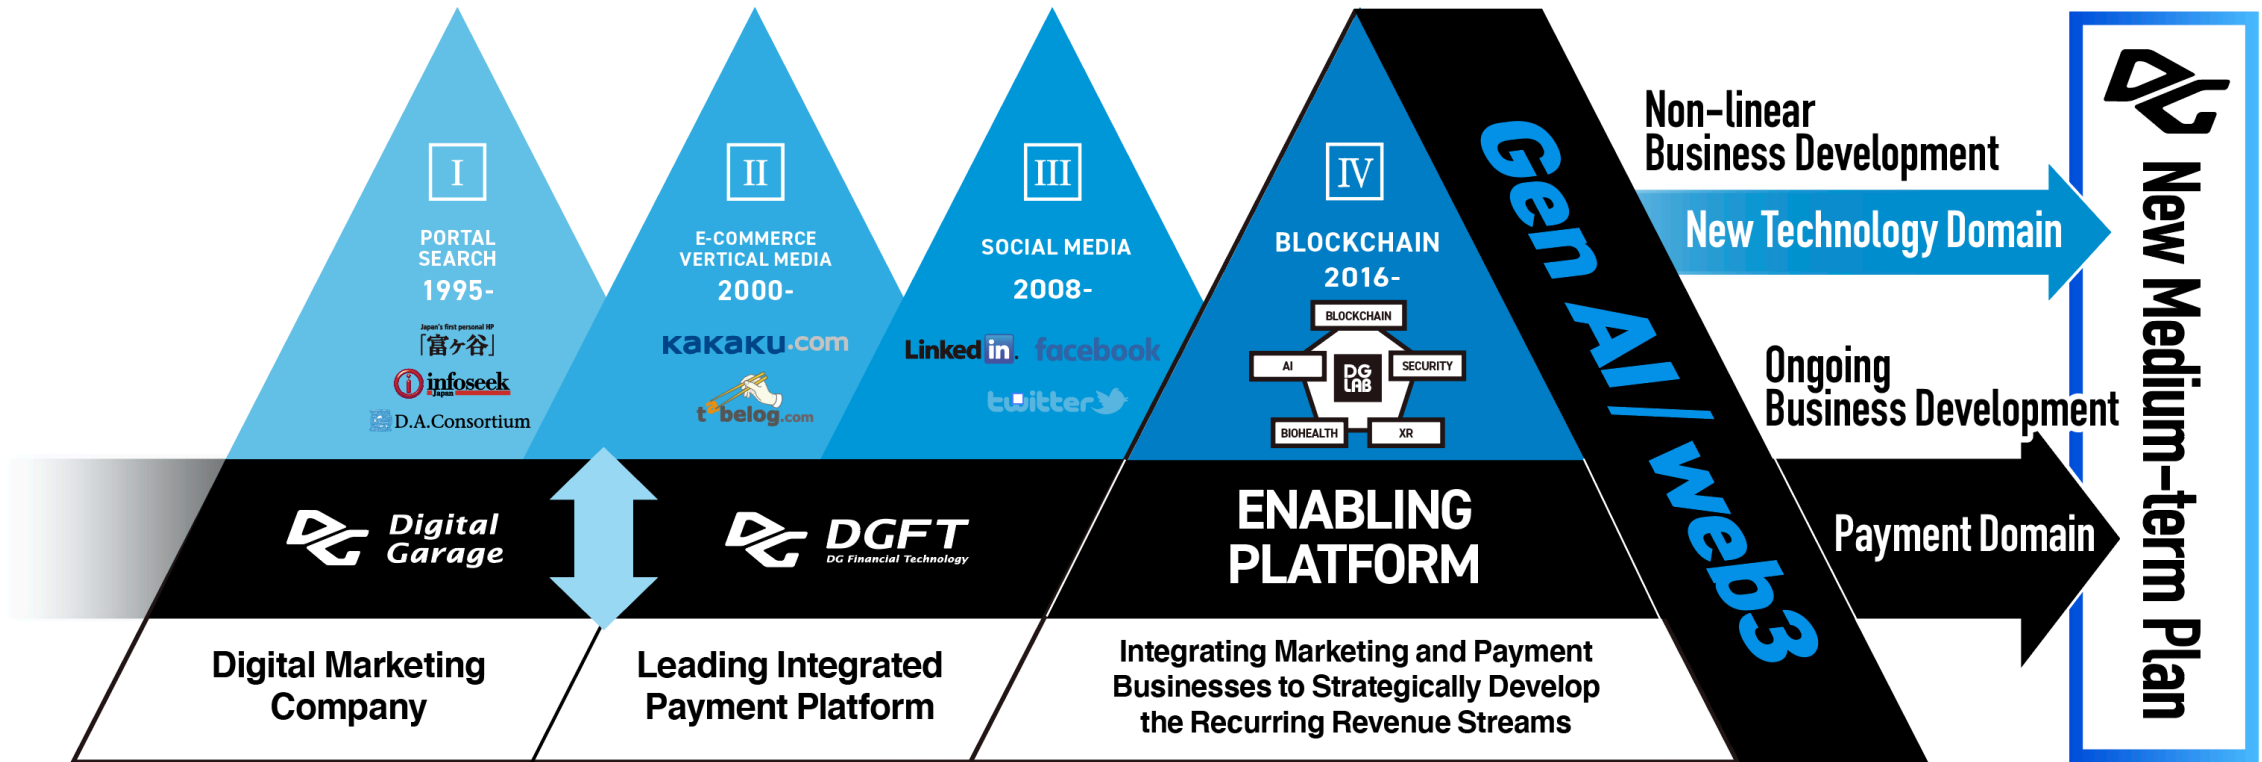 I
PORTAL
SEARCH
1995-
Japan's first personal HP
「富ヶ谷」
infoseek
Japan
D.A.Consortium
II
E-COMMERCE
VERTICAL MEDIA
2000-
KAKAKU.com
tabelog.com
III
SOCIAL MEDIA
2008-
Linked in.
facebook
twitter
IV
BLOCKCHAIN
2016-
BLOCKCHAIN
AI
SECURITY
DG
LAB
BIOHEALTH
XR
Gen AI / web3
Non-linear
Business Development
New Technology Domain
Ongoing
Business Development
Payment Domain
DG New Medium-term Plan
DG Digital
Garage
DG DGFT
DG Financial Technology
ENABLING
PLATFORM
Digital Marketing
Company
Leading Integrated
Payment Platform
Integrating Marketing and Payment
Businesses to Strategically Develop
the Recurring Revenue Streams